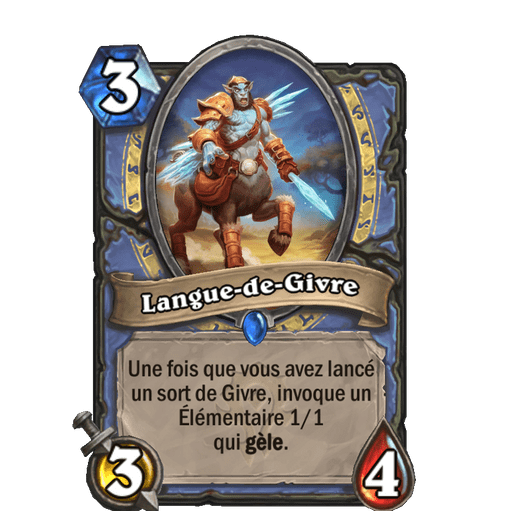 3
Langue-de-Givre
Une fois que vous avez lancé
un sort de Givre, invoque un
Élémentaire 1/1
qui gèle.
3
4